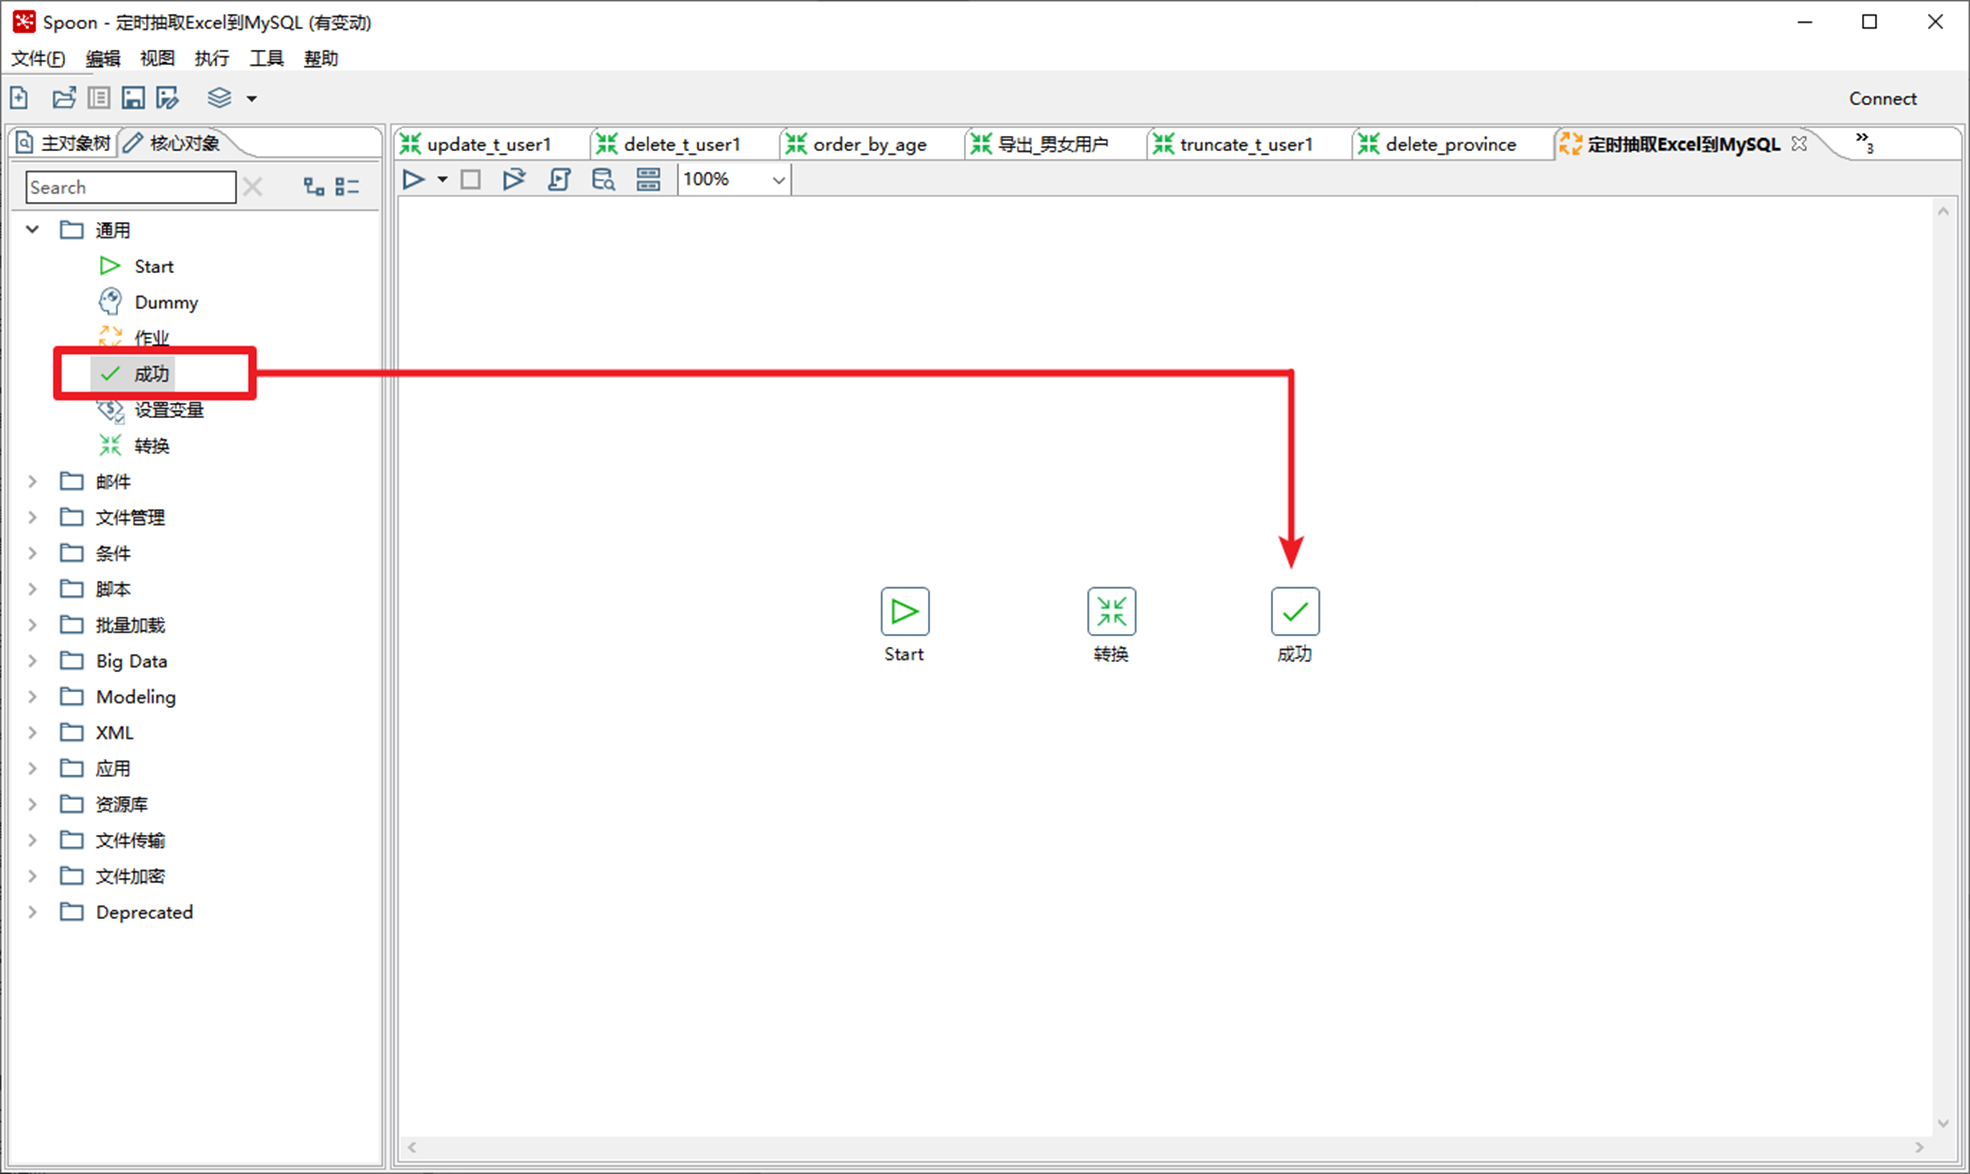 Spoon - 定时抽取Excel到MySQL (有变动)
文件(F) 编辑 视图 执行 工具 帮助
Connect
主对象树 核心对象
update_t_user1 delete_t_user1 order_by_age 导出_男女用户 truncate_t_user1 delete_province 定时抽取Excel到MySQL »3
Search
100%
通用
Start
Dummy
作业
成功
设置变量
转换
邮件
文件管理
条件
脚本
批量加载
Big Data
Modeling
XML
应用
资源库
文件传输
文件加密
Deprecated
Start 转换 成功